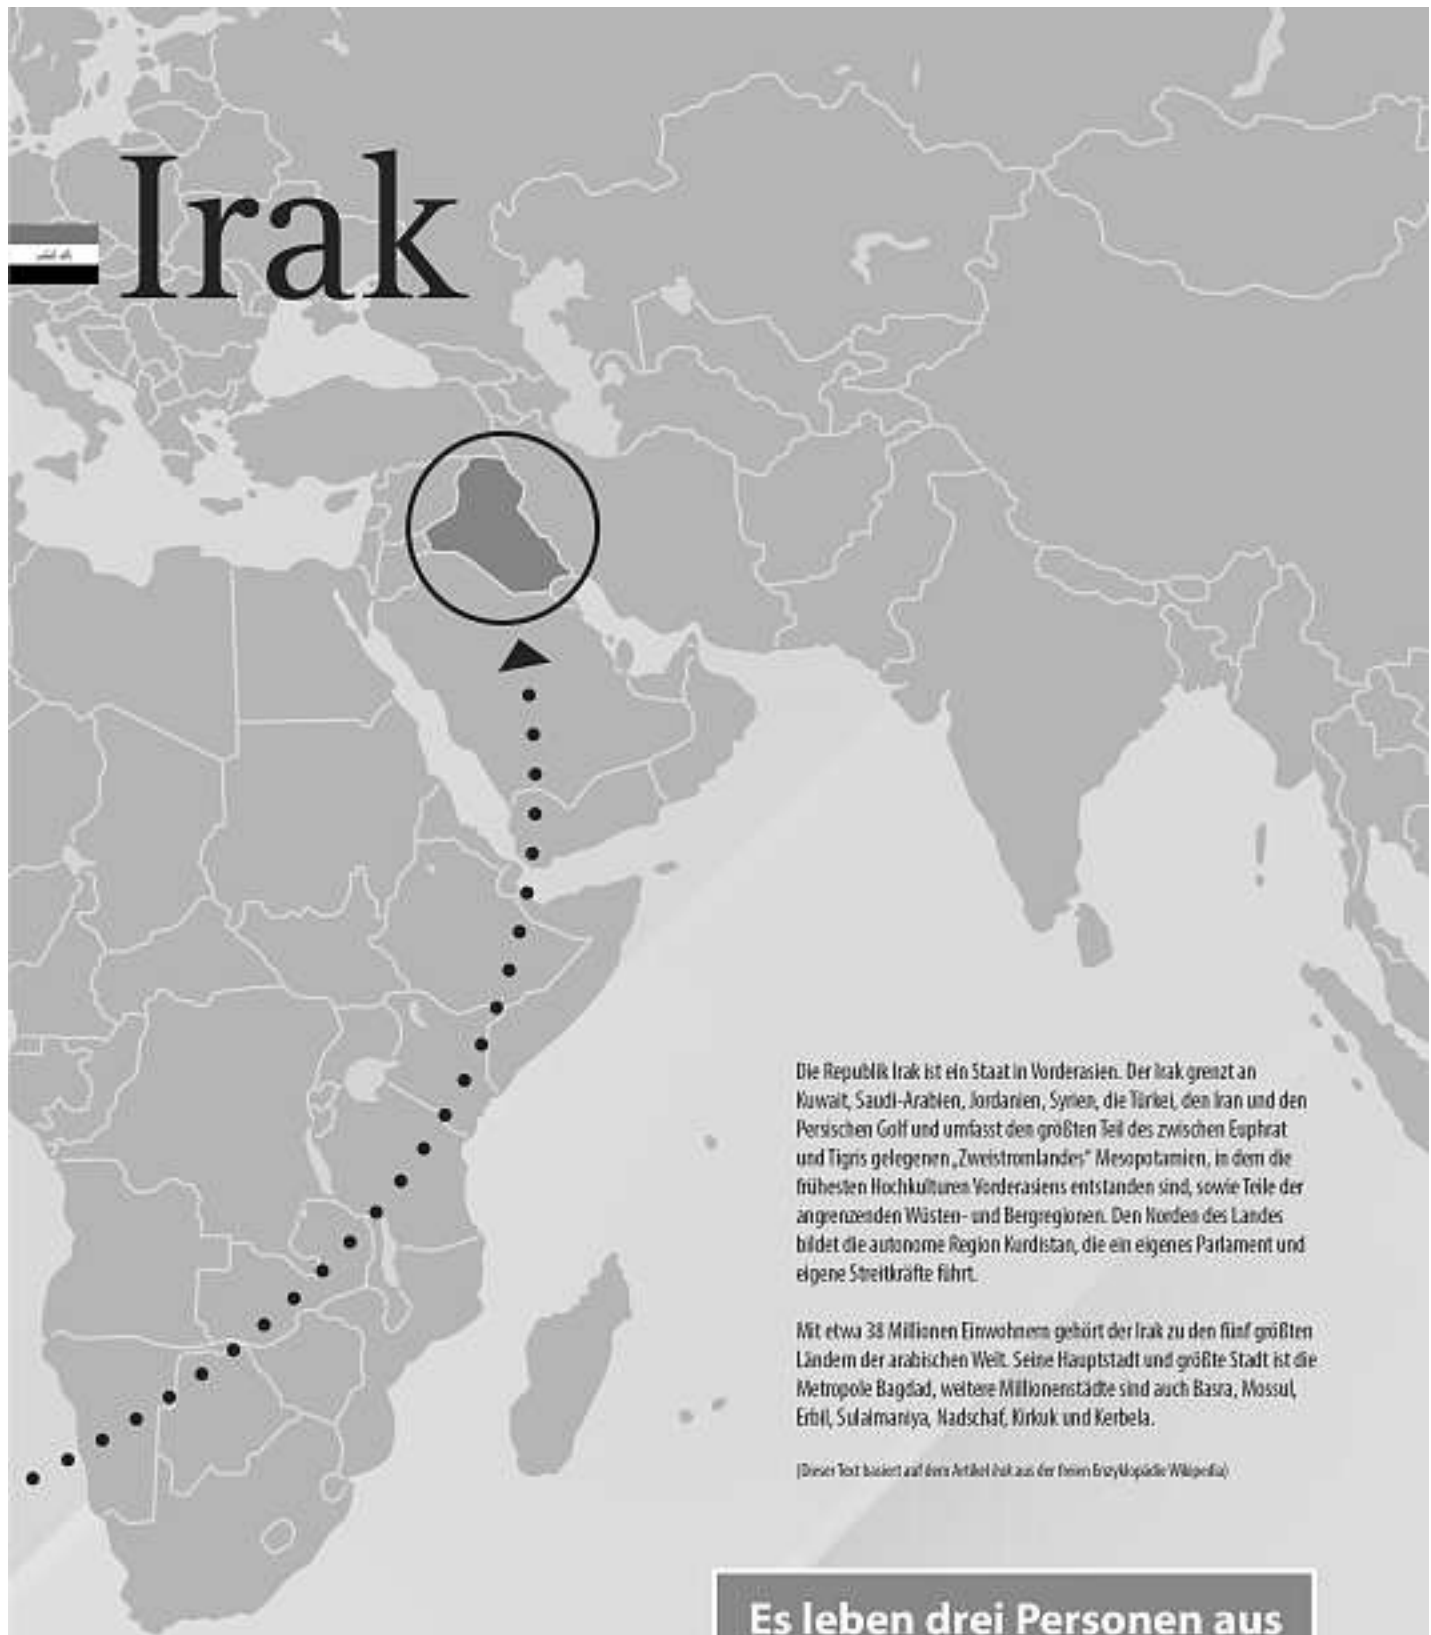 Irak
Die Republik Irak ist ein Staat in Vorderasien. Der Irak grenzt an
Kuwait, Saudi-Arabien, Jordanien, Syrien, die Türkei, den Iran und den
Persischen Golf und umfasst den größten Teil des zwischen Euphrat
und Tigris gelegenen „Zweistromlandes“ Mesopotamien, in dem die
frühesten Hochkulturen Vorderasiens entstanden sind, sowie Teile der
angrenzenden Wüsten- und Bergregionen. Den Norden des Landes
bildet die autonome Region Kurdistan, die ein eigenes Parlament und
eigene Streitkräfte führt.
Mit etwa 38 Millionen Einwohnern gehört der Irak zu den fünf größten
Ländern der arabischen Welt. Seine Hauptstadt und größte Stadt ist die
Metropole Bagdad, weitere Millionenstädte sind auch Basra, Mossul,
Erbil, Sulaimaniya, Nadschaf, Kirkuk und Kerbela.
(Dieser Text basiert auf dem Artikel Irak aus der freien Enzyklopädie Wikipedia)
Es leben drei Personen aus